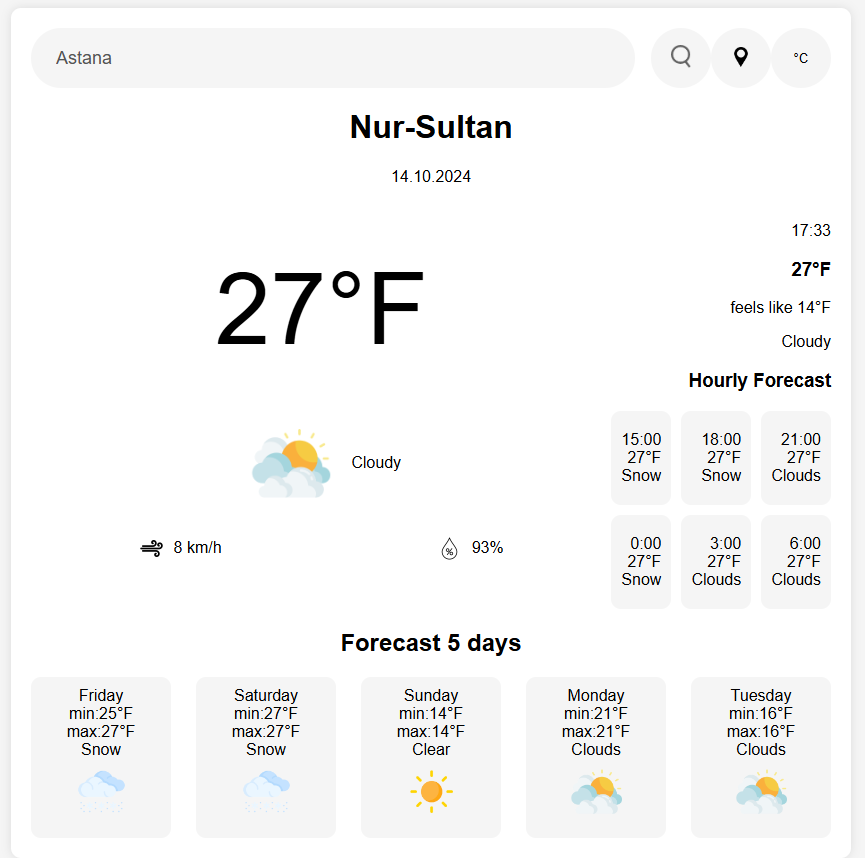 Astana
°C
Nur-Sultan
14.10.2024
27°F
Cloudy
8 km/h
93%
17:33
27°F
feels like 14°F
Cloudy
Hourly Forecast
15:00
27°F
Snow
18:00
27°F
Snow
21:00
27°F
Clouds
0:00
27°F
Snow
3:00
27°F
Clouds
6:00
27°F
Clouds
Forecast 5 days
Friday
min:25°F
max:27°F
Snow
Saturday
min:27°F
max:27°F
Snow
Sunday
min:14°F
max:14°F
Clear
Monday
min:21°F
max:21°F
Clouds
Tuesday
min:16°F
max:16°F
Clouds